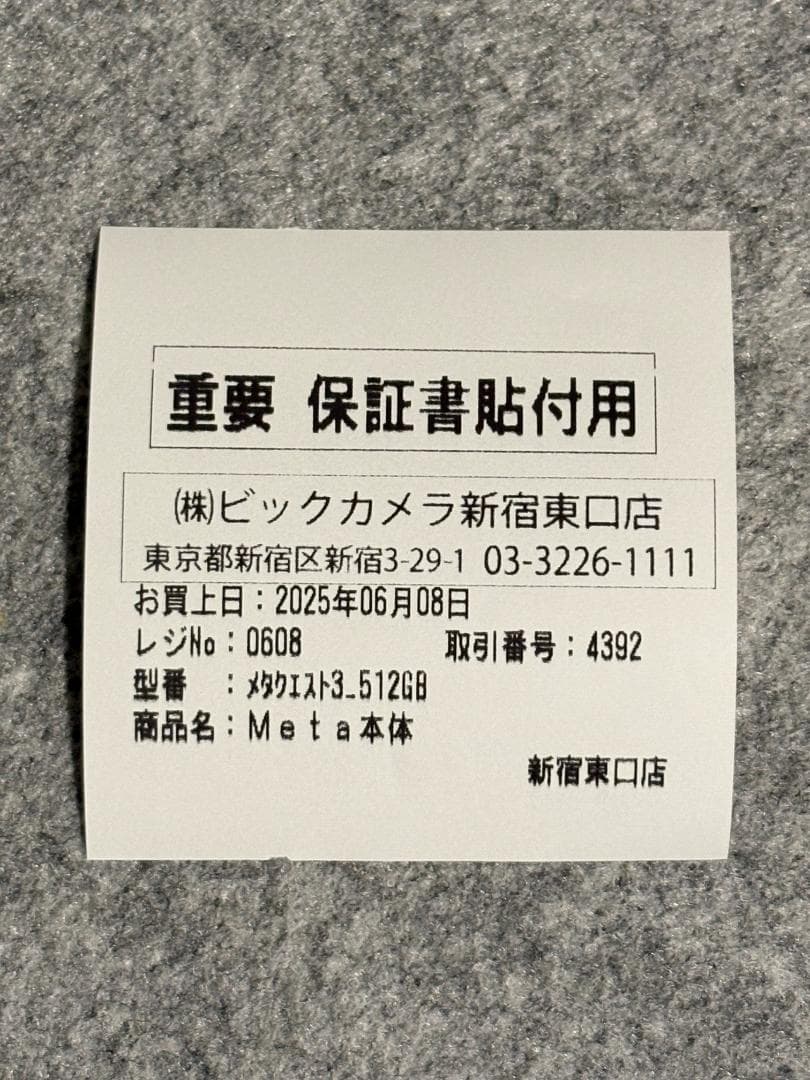 重要 保証書貼付用
㈱ビックカメラ新宿東口店
東京都新宿区新宿3-29-1 03-3226-1111
お買上日：2025年06月08日
レジNo：0608 取引番号：4392
型番 ：ﾒﾀｸｴｽﾄ3_512GB
商品名：Ｍｅｔａ本体
新宿東口店